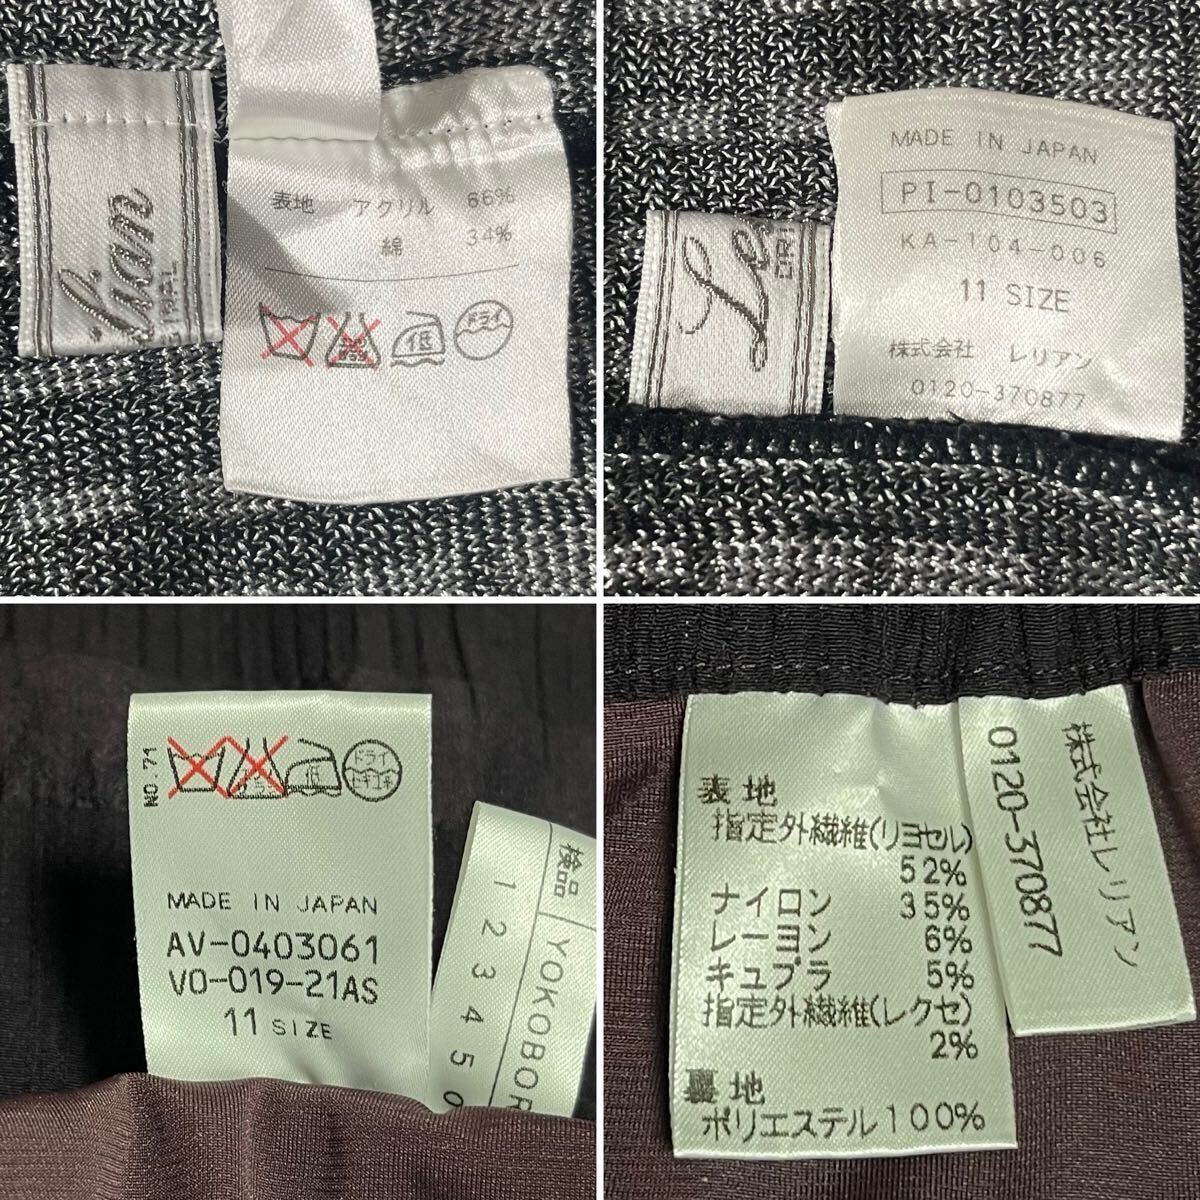 表地 アクリル 66%
綿 34%
低
ドライ
MADE IN JAPAN
PI-0103503
KA-104-006
11 SIZE
株式会社 レリアン
0120-370877
NO.71
低
ドライ
MADE IN JAPAN
AV-0403061
VO-019-21AS
11 SIZE
検品
YOKOBOR
1 2 3 4 5
表地
指定外繊維(リヨセル)
52%
ナイロン 35%
レーヨン 6%
キュプラ 5%
指定外繊維(レクセ)
2%
裏地
ポリエステル100%
株式会社レリアン
0120-370877